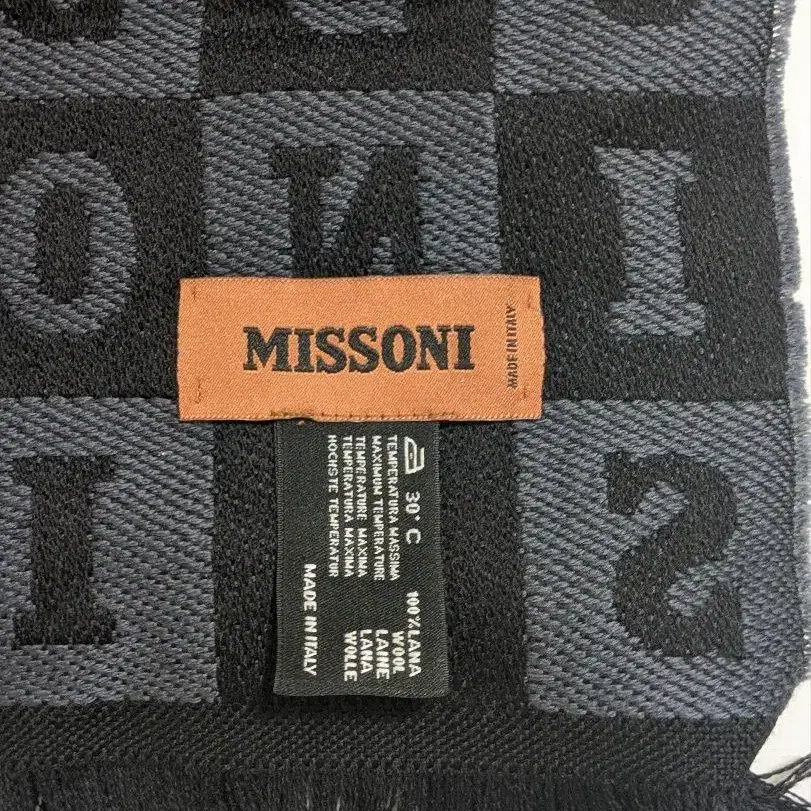 O N I
MISSONI
MADE IN ITALY
30°C
TEMPERATURA MASSIMA
MAXIMUM TEMPERATURE
TEMPERATURE MAXIMA
TEMPERATURA MAXIMA
HOCHSTE TEMPERATUR
100%LANA
WOOL
LAINE
LANA
WOLLE
MADE IN ITALY
I S